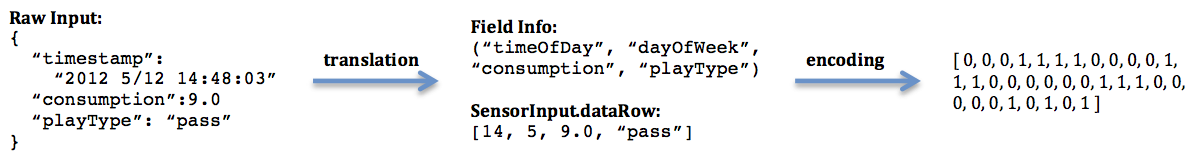 Raw Input:
{
“timestamp”:
“2012 5/12 14:48:03”
“consumption”:9.0
“playType”: “pass”
}
translation
Field Info:
(“timeOfDay”, “dayOfWeek”,
“consumption”, “playType”)
SensorInput.dataRow:
[14, 5, 9.0, “pass”]
encoding
[ 0, 0, 0, 1, 1, 1, 1, 0, 0, 0, 0, 1,
1, 1, 0, 0, 0, 0, 0, 0, 1, 1, 1, 0, 0,
0, 0, 0, 1, 0, 1, 0, 1 ]